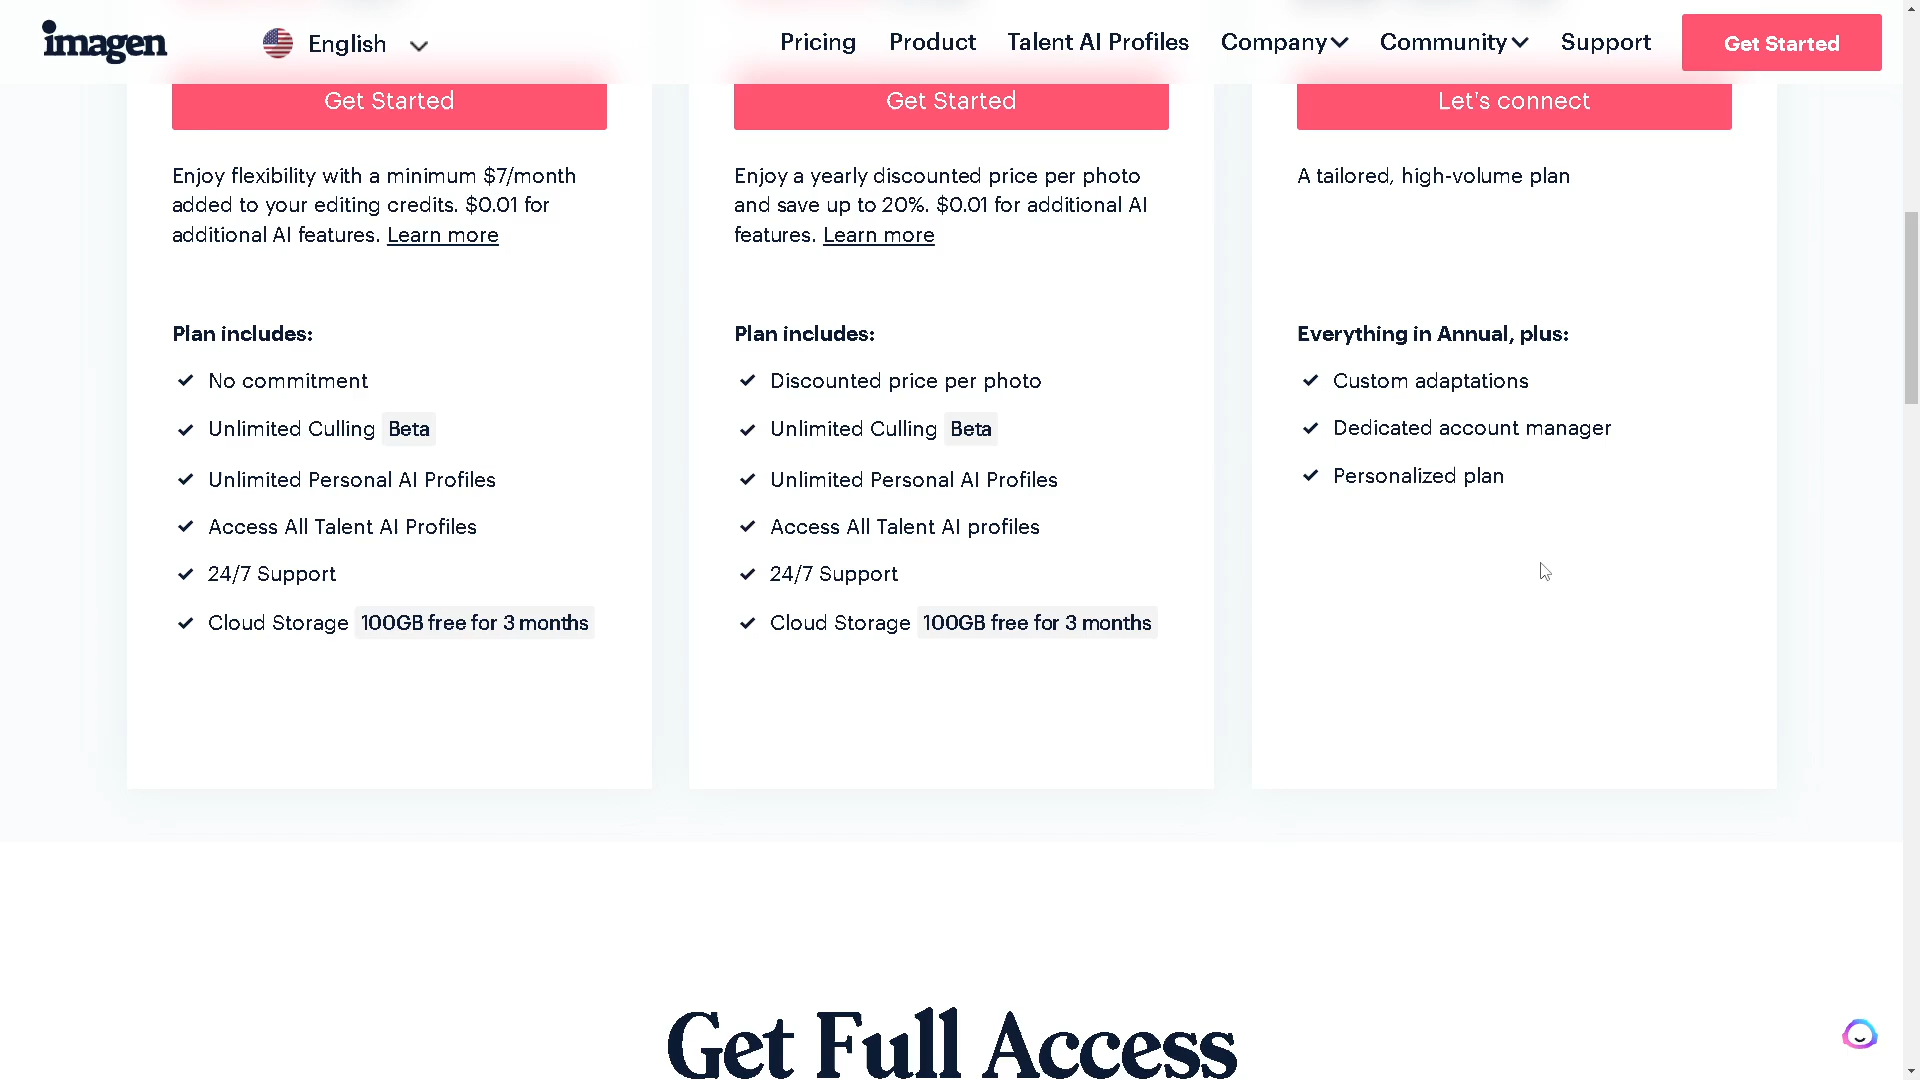 imagen
English
Pricing
Product
Talent AI Profiles
Company
Community
Support
Get Started
Get Started
Enjoy flexibility with a minimum $7/month
added to your editing credits. $0.01 for
additional AI features. Learn more
Plan includes:
No commitment
Unlimited Culling Beta
Unlimited Personal AI Profiles
Access All Talent AI Profiles
24/7 Support
Cloud Storage 100GB free for 3 months
Get Started
Enjoy a yearly discounted price per photo
and save up to 20%. $0.01 for additional AI
features. Learn more
Plan includes:
Discounted price per photo
Unlimited Culling Beta
Unlimited Personal AI Profiles
Access All Talent AI profiles
24/7 Support
Cloud Storage 100GB free for 3 months
Let's connect
A tailored, high-volume plan
Everything in Annual, plus:
Custom adaptations
Dedicated account manager
Personalized plan
Get Full Access